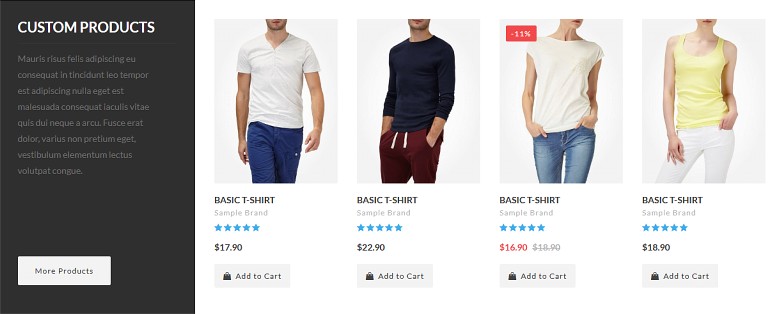 CUSTOM PRODUCTS
Mauris risus felis adipiscing eu
consequat in tincidunt leo tempor
est adipiscing nulla eget est
malesuada consequat iaculis vitae
quis dui neque a arcu. Fusce erat
dolor, varius non pretium eget,
vestibulum elementum lectus
volutpat congue.
More Products
BASIC T-SHIRT
Sample Brand
$17.90
Add to Cart
BASIC T-SHIRT
Sample Brand
$22.90
Add to Cart
-11%
BASIC T-SHIRT
Sample Brand
$16.90 $18.90
Add to Cart
BASIC T-SHIRT
Sample Brand
$18.90
Add to Cart